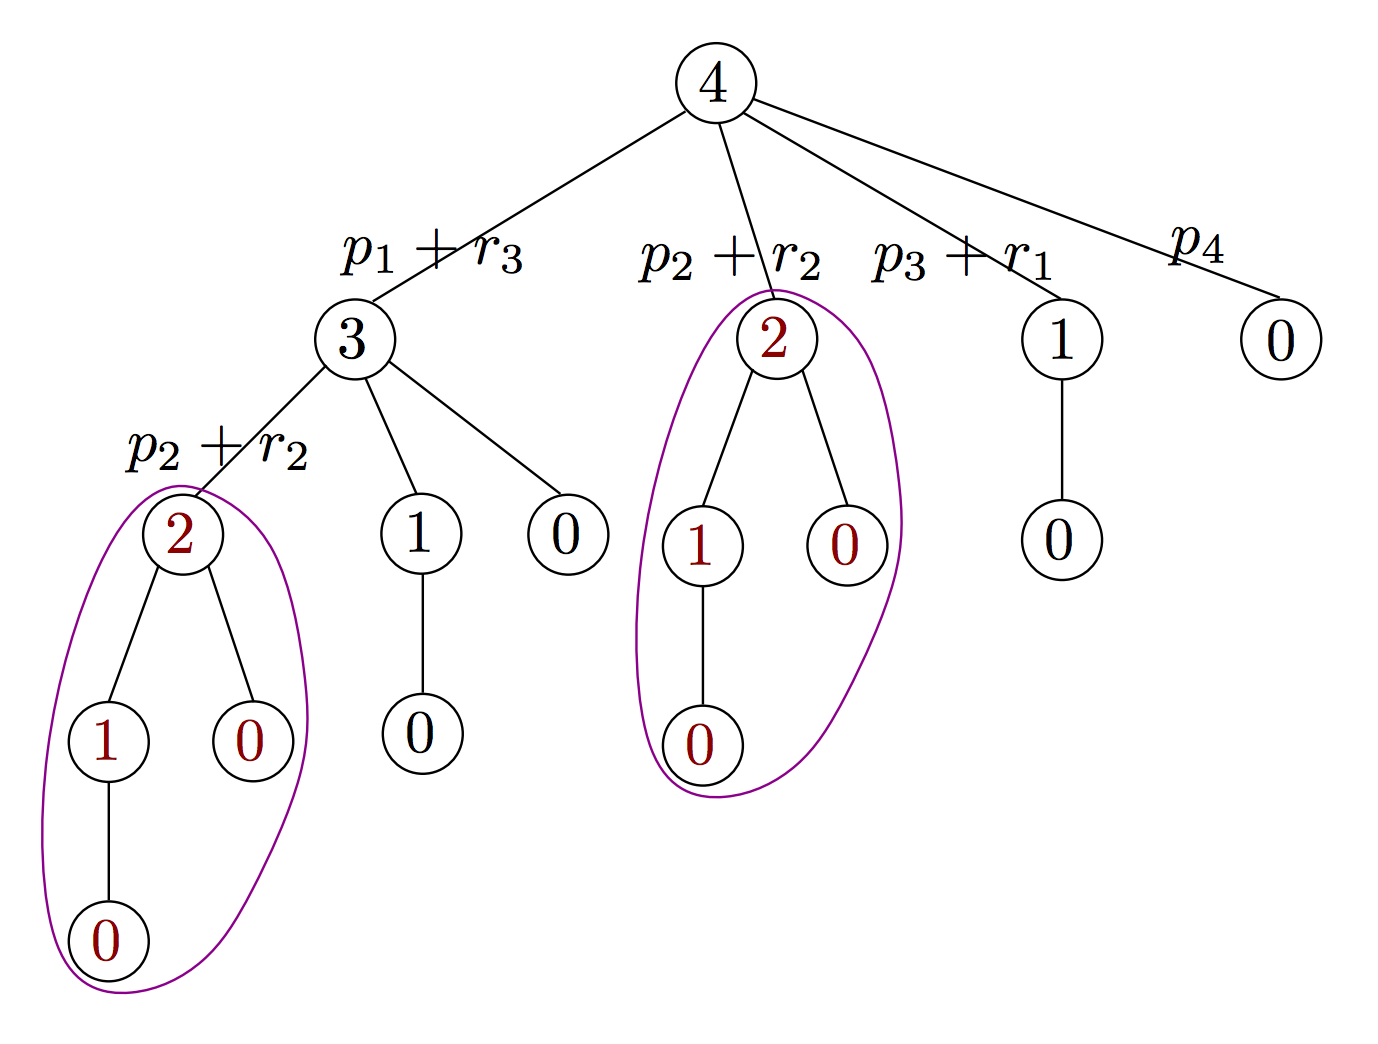 4
p₁ + r₃ p₂ + r₂ p₃ + r₁ p₄
3 2 1 0
p₂ + r₂
2 1 0 1 0 0
1 0 0 0
0